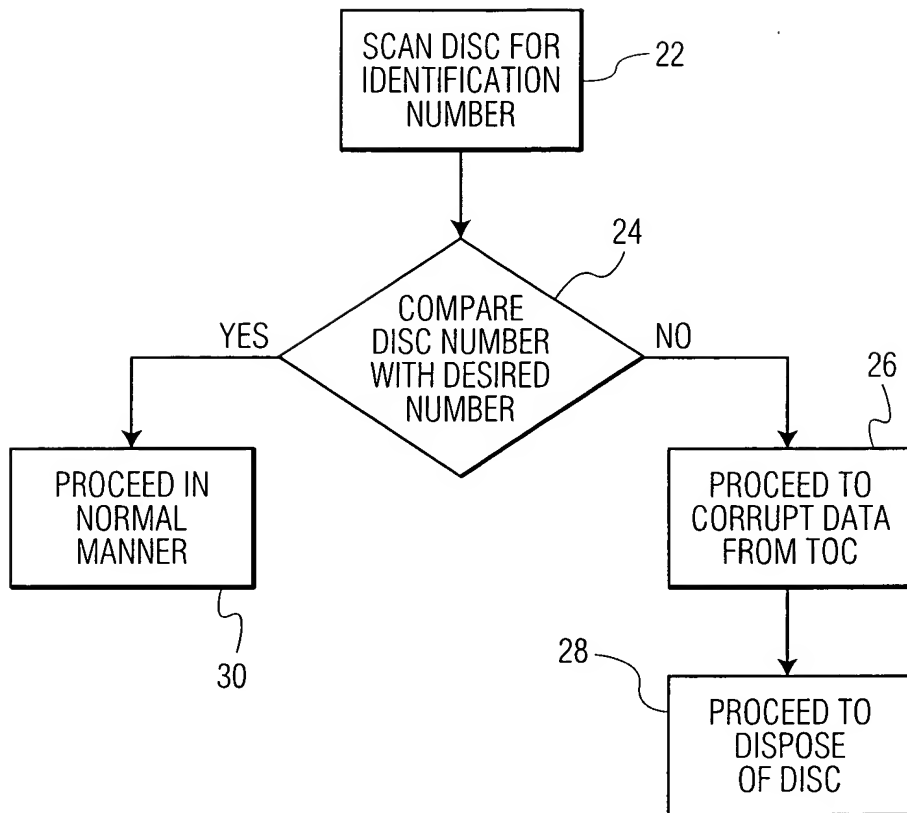 SCAN DISC FOR
IDENTIFICATION
NUMBER
22
24
COMPARE
DISC NUMBER
WITH DESIRED
NUMBER
YES
NO
26
PROCEED IN
NORMAL
MANNER
30
PROCEED TO
CORRUPT DATA
FROM TOC
28
PROCEED TO
DISPOSE
OF DISC